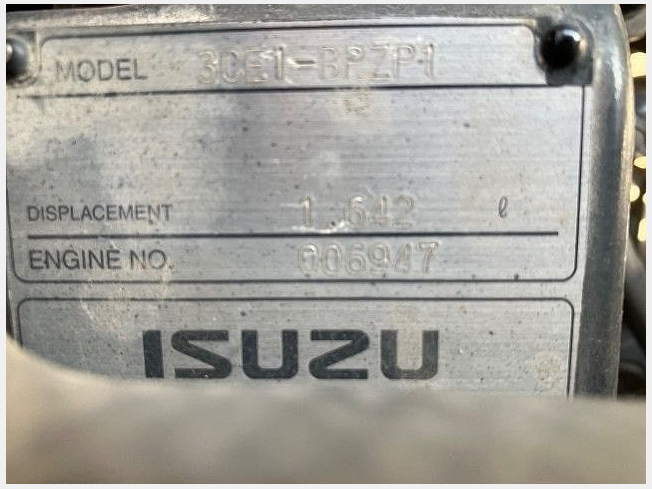 MODEL 3CE1-BPZP1
DISPLACEMENT 1.642 ℓ
ENGINE NO. 006947
ISUZU